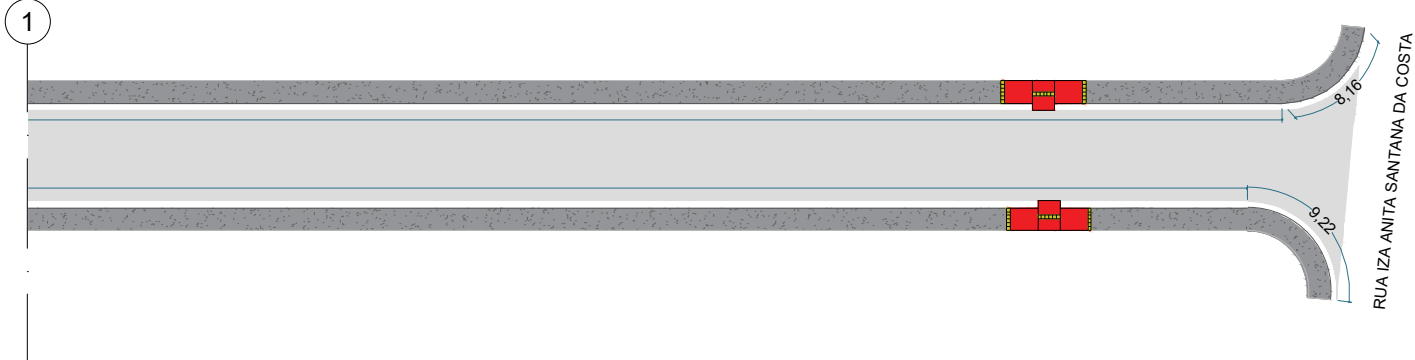 1
8,16
9,22
RUA IZA ANITA SANTANA DA COSTA